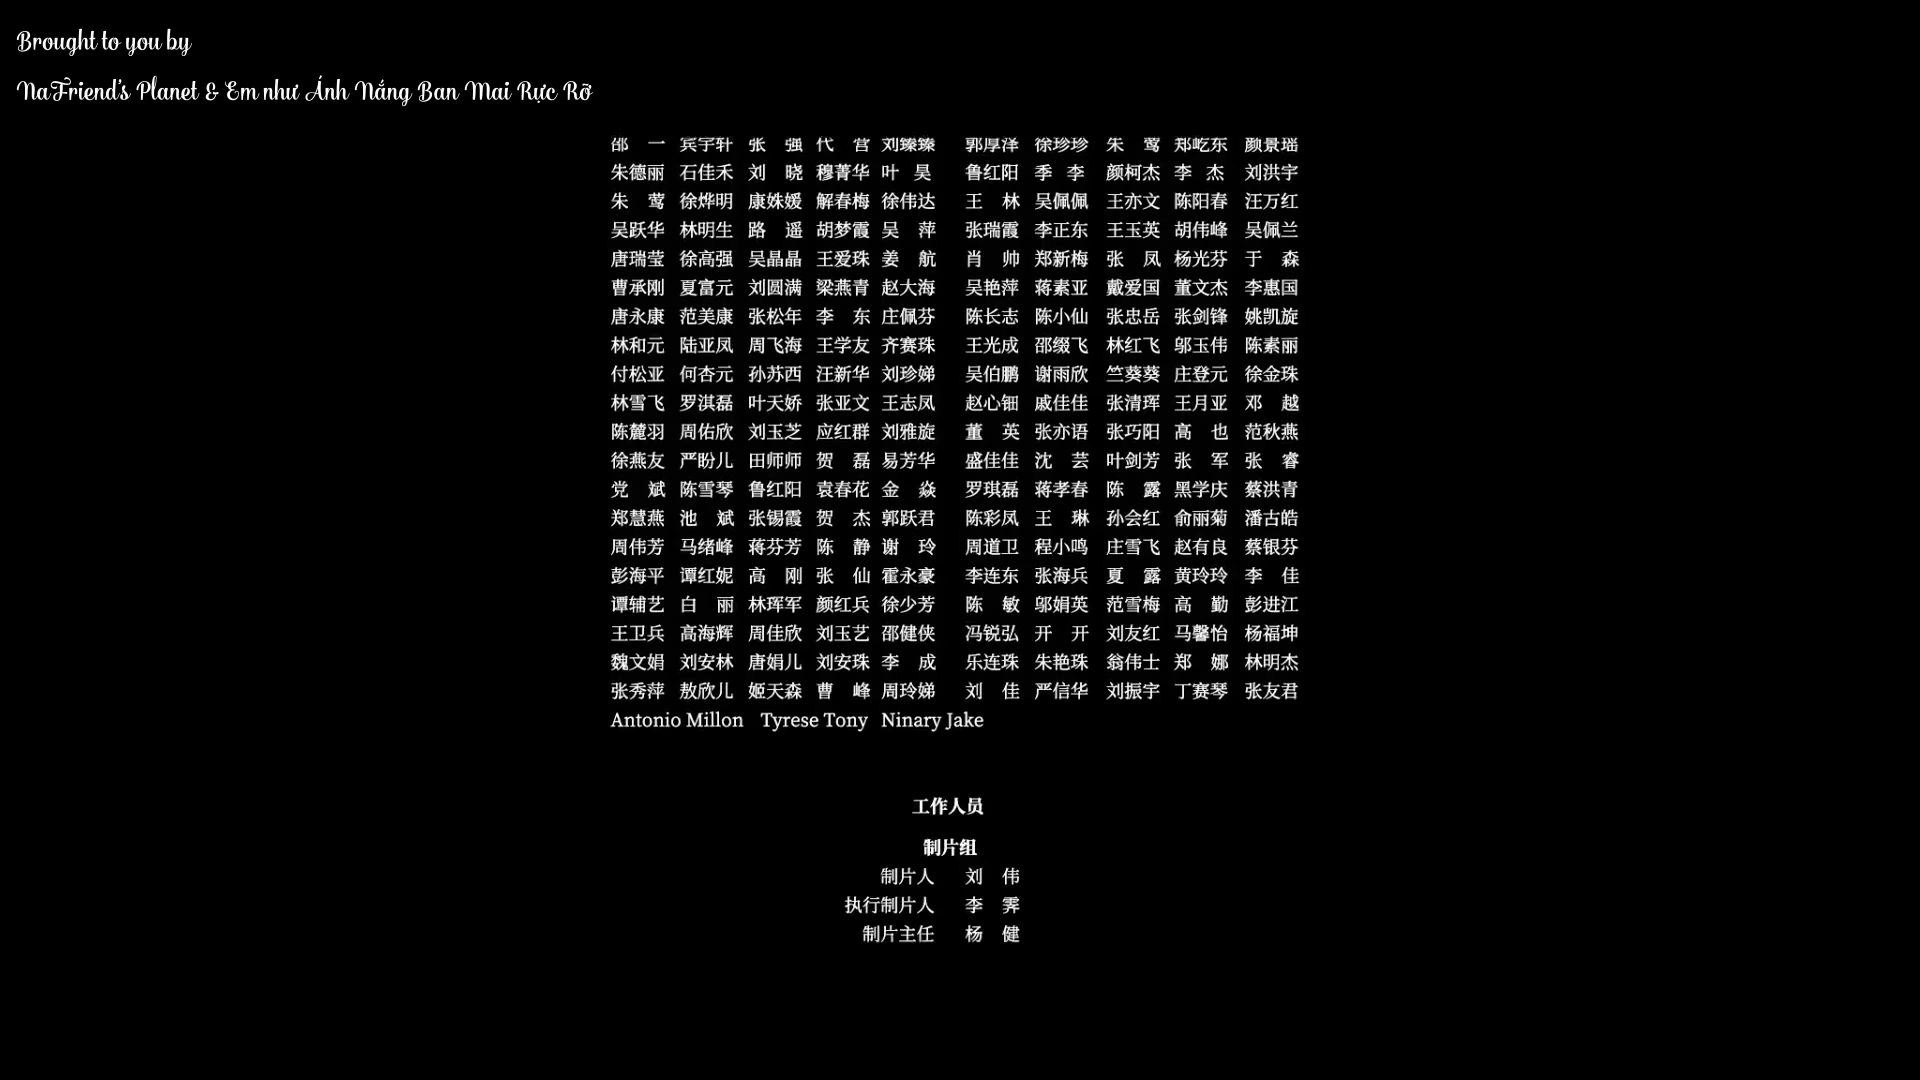 Brought to you by
NaFriend's Planet & Em như Ánh Nắng Ban Mai Rực Rỡ
邵 一 宾宇轩 张 强 代 营 刘臻臻 郭厚泽 徐珍珍 朱 莺 郑屹东 颜景瑶
朱德丽 石佳禾 刘 晓 穆菁华 叶 昊 鲁红阳 季 李 颜柯杰 李 杰 刘洪宇
朱 莺 徐烨明 康姝媛 解春梅 徐伟达 王 林 吴佩佩 王亦文 陈阳春 汪万红
吴跃华 林明生 路 遥 胡梦霞 吴 萍 张瑞霞 李正东 王玉英 胡伟峰 吴佩兰
唐瑞莹 徐高强 吴晶晶 王爱珠 姜 航 肖 帅 郑新梅 张 凤 杨光芬 于 森
曹承刚 夏富元 刘圆满 梁燕青 赵大海 吴艳萍 蒋素亚 戴爱国 董文杰 李惠国
唐永康 范美康 张松年 李 东 庄佩芬 陈长志 陈小仙 张忠岳 张剑锋 姚凯旋
林和元 陆亚凤 周飞海 王学友 齐赛珠 王光成 邵缀飞 林红飞 邬玉伟 陈素丽
付松亚 何杏元 孙苏西 汪新华 刘珍娣 吴伯鹏 谢雨欣 竺葵葵 庄登元 徐金珠
林雪飞 罗淇磊 叶天娇 张亚文 王志凤 赵心钿 戚佳佳 张清珲 王月亚 邓 越
陈麓羽 周佑欣 刘玉芝 应红群 刘雅旋 董 英 张亦语 张巧阳 高 也 范秋燕
徐燕友 严盼儿 田师师 贺 磊 易芳华 盛佳佳 沈 芸 叶剑芳 张 军 张 睿
党 斌 陈雪琴 鲁红阳 袁春花 金 焱 罗琪磊 蒋孝春 陈 露 黑学庆 蔡洪青
郑慧燕 池 斌 张锡霞 贺 杰 郭跃君 陈彩凤 王 琳 孙会红 俞丽菊 潘古皓
周伟芳 马绪峰 蒋芬芳 陈 静 谢 玲 周道卫 程小鸣 庄雪飞 赵有良 蔡银芬
彭海平 谭红妮 高 刚 张 仙 霍永豪 李连东 张海兵 夏 露 黄玲玲 李 佳
谭辅艺 白 丽 林珲军 颜红兵 徐少芳 陈 敏 邬娟英 范雪梅 高 勤 彭进江
王卫兵 高海辉 周佳欣 刘玉艺 邵健侠 冯锐弘 开 开 刘友红 马馨怡 杨福坤
魏文娟 刘安林 唐娟儿 刘安珠 李 成 乐连珠 朱艳珠 翁伟士 郑 娜 林明杰
张秀萍 敖欣儿 姬天森 曹 峰 周玲娣 刘 佳 严信华 刘振宇 丁赛琴 张友君
Antonio Millon Tyrese Tony Ninary Jake
工作人员
制片组
制片人 刘 伟
执行制片人 李 霁
制片主任 杨 健